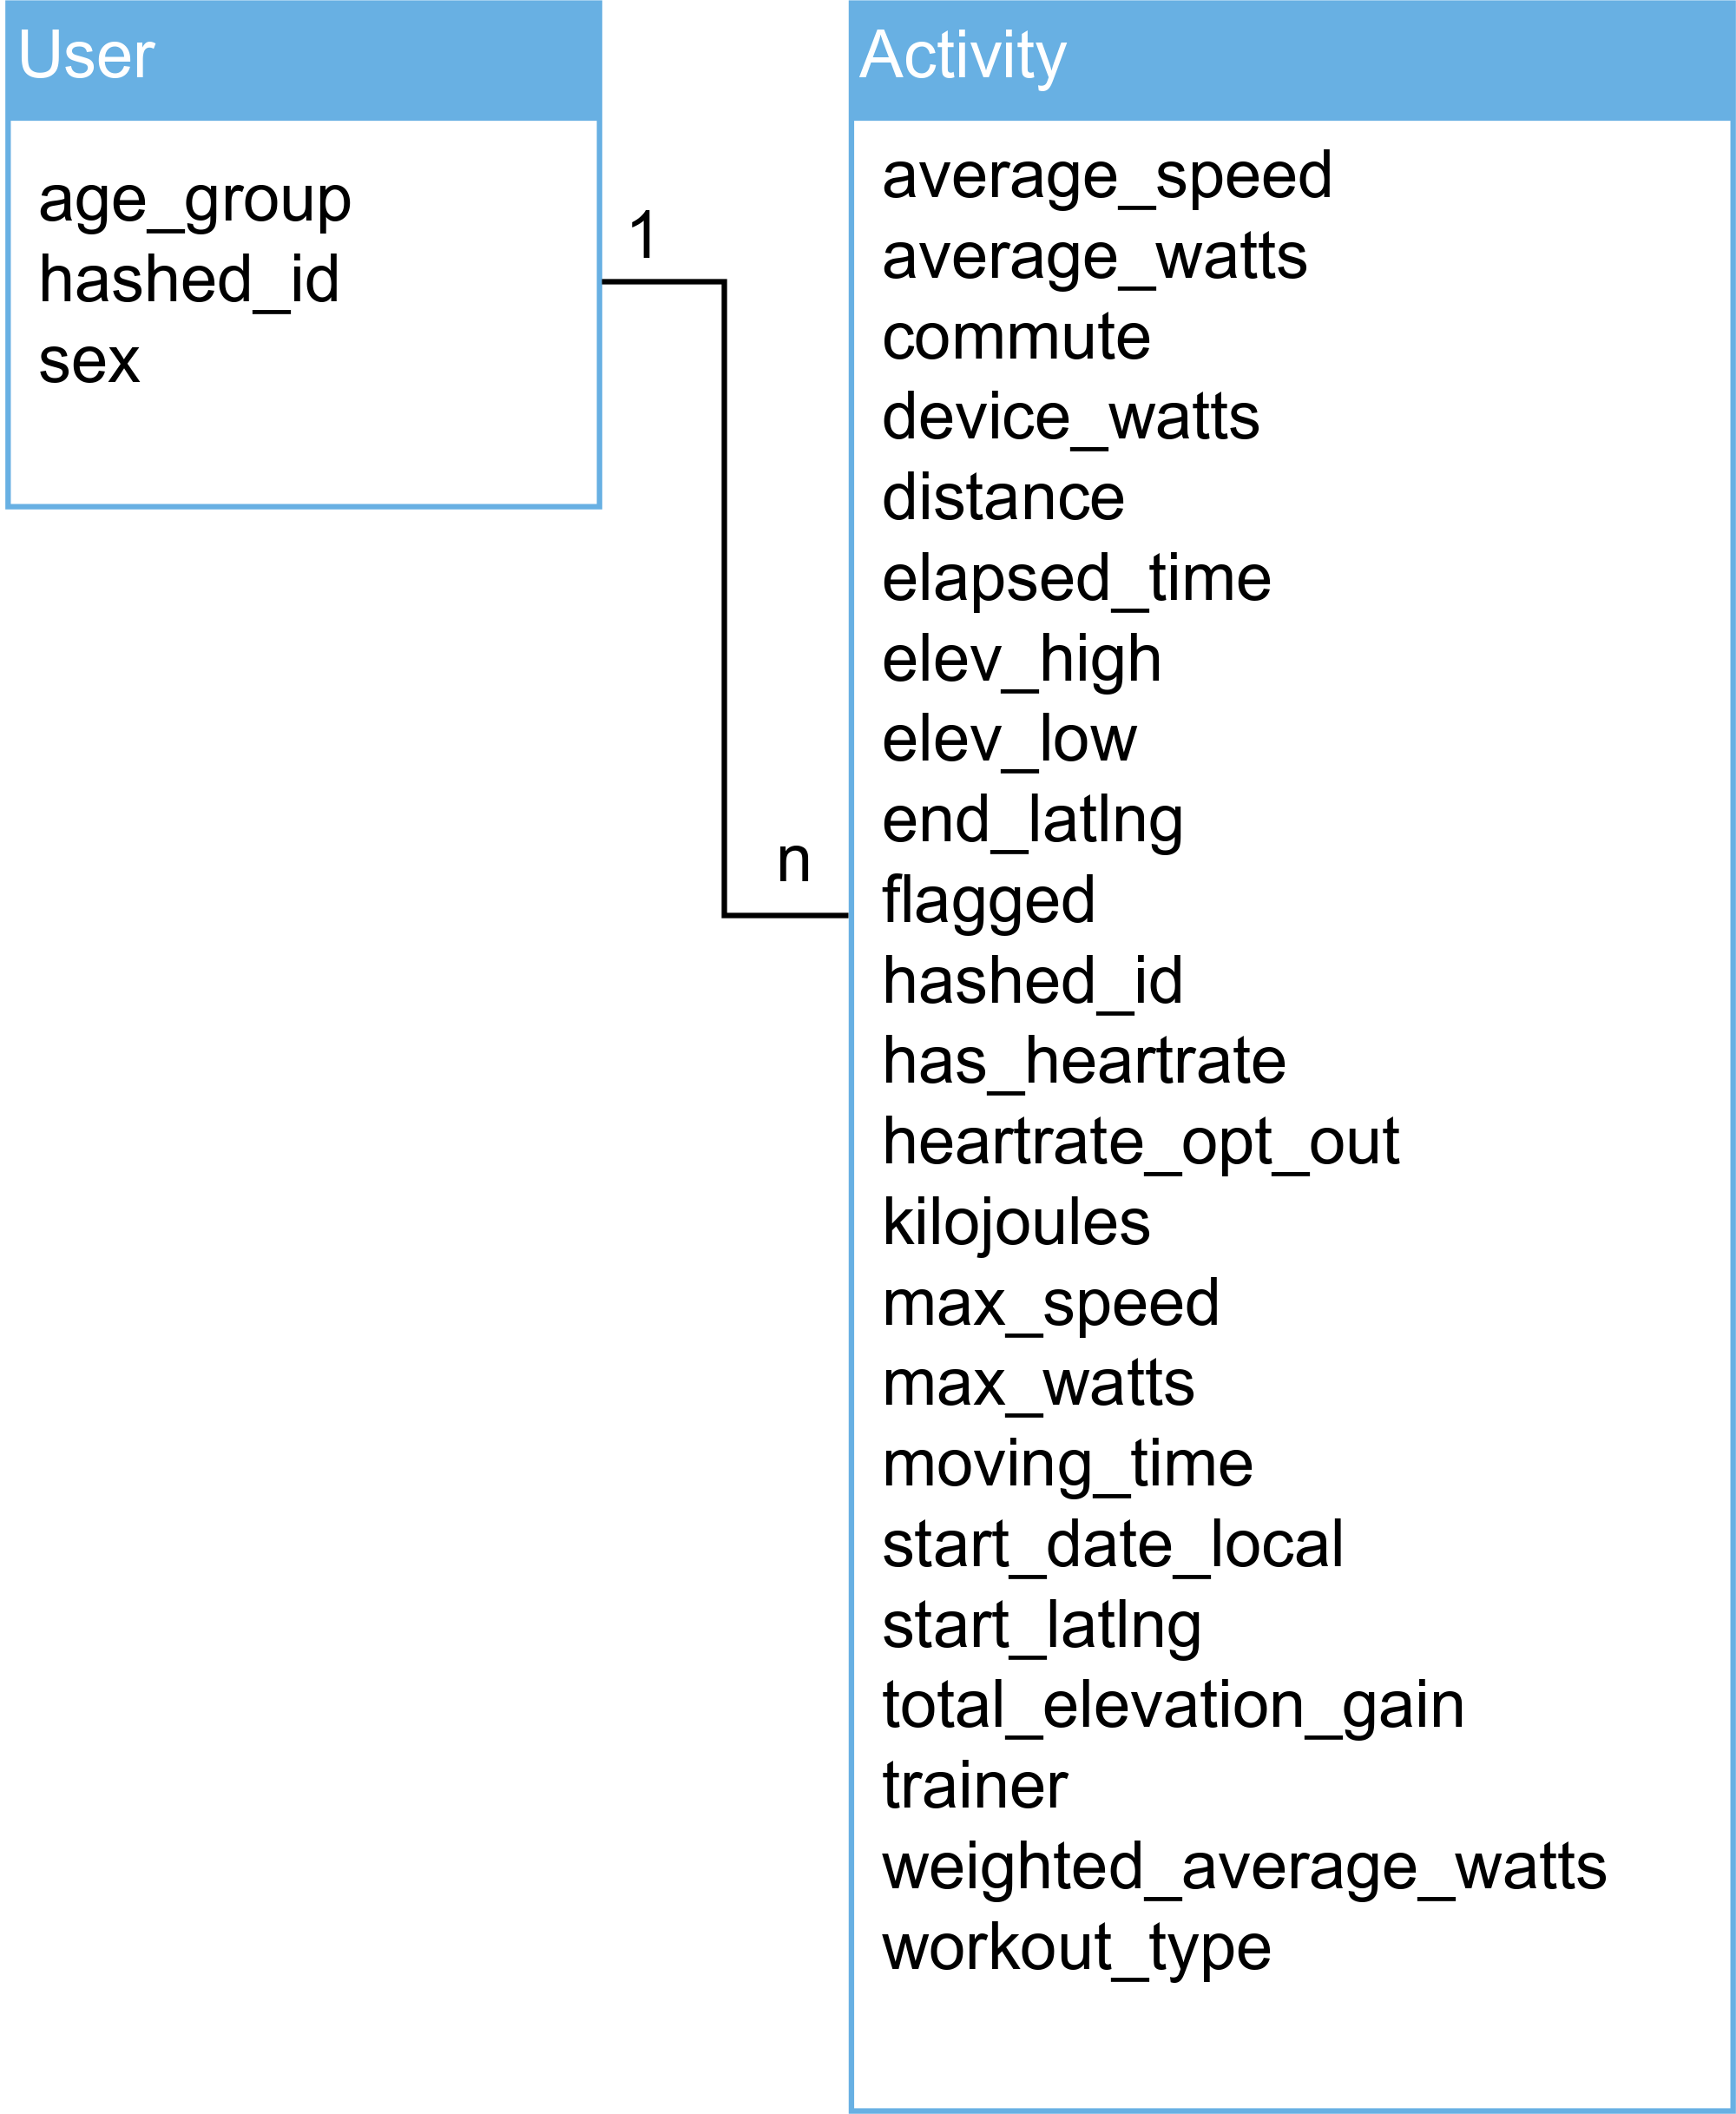 User
age_group
hashed_id
sex
1
n
Activity
average_speed
average_watts
commute
device_watts
distance
elapsed_time
elev_high
elev_low
end_latlng
flagged
hashed_id
has_heartrate
heartrate_opt_out
kilojoules
max_speed
max_watts
moving_time
start_date_local
start_latlng
total_elevation_gain
trainer
weighted_average_watts
workout_type